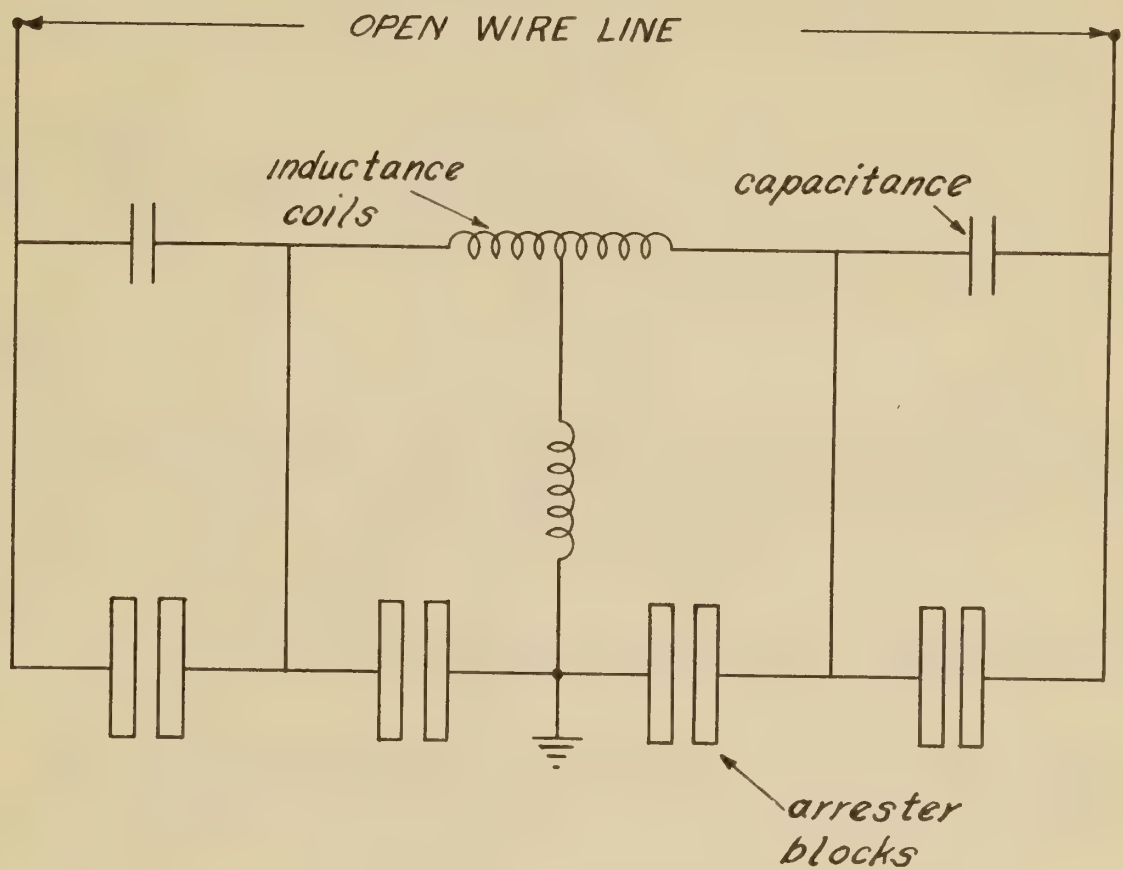 OPEN WIRE LINE
inductance
coils
capacitance
arrester
blocks